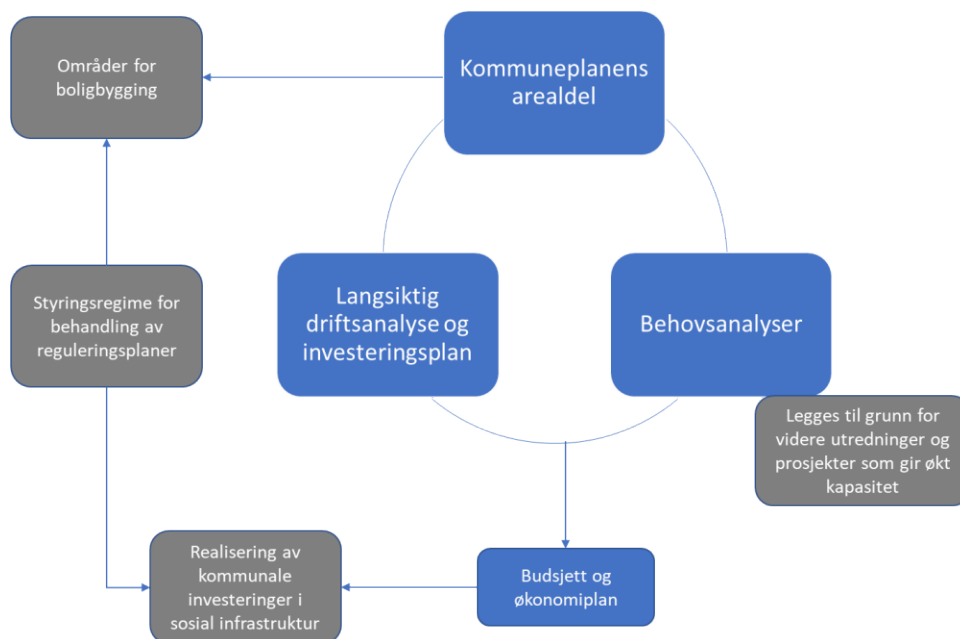 Kommuneplanens
arealdel
Områder for
boligbygging
Langsiktig
driftsanalyse og
investeringsplan
Behovsanalyser
Styringsregime for
behandling av
reguleringsplaner
Legges til grunn for
videre utredninger og
prosjekter som gir økt
kapasitet
Realisering av
kommunale
investeringer i
sosial infrastruktur
Budsjett og
økonomiplan